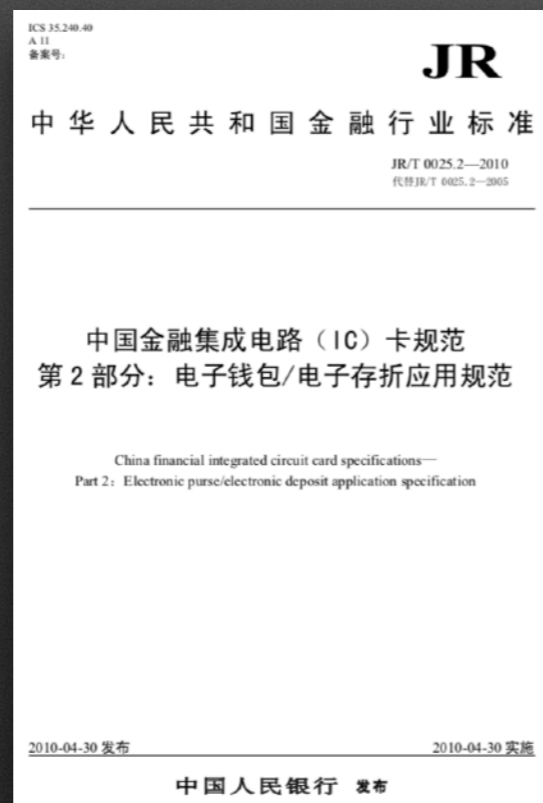 ICS 35.240.40
A 11
备案号:
JR
中华人民共和国金融行业标准
JR/T 0025.2—2010
代替JR/T 0025.2—2005
中国金融集成电路（IC）卡规范
第2部分：电子钱包/电子存折应用规范
China financial integrated circuit card specifications—
Part 2：Electronic purse/electronic deposit application specification
2010-04-30 发布
2010-04-30 实施
中国人民银行 发布